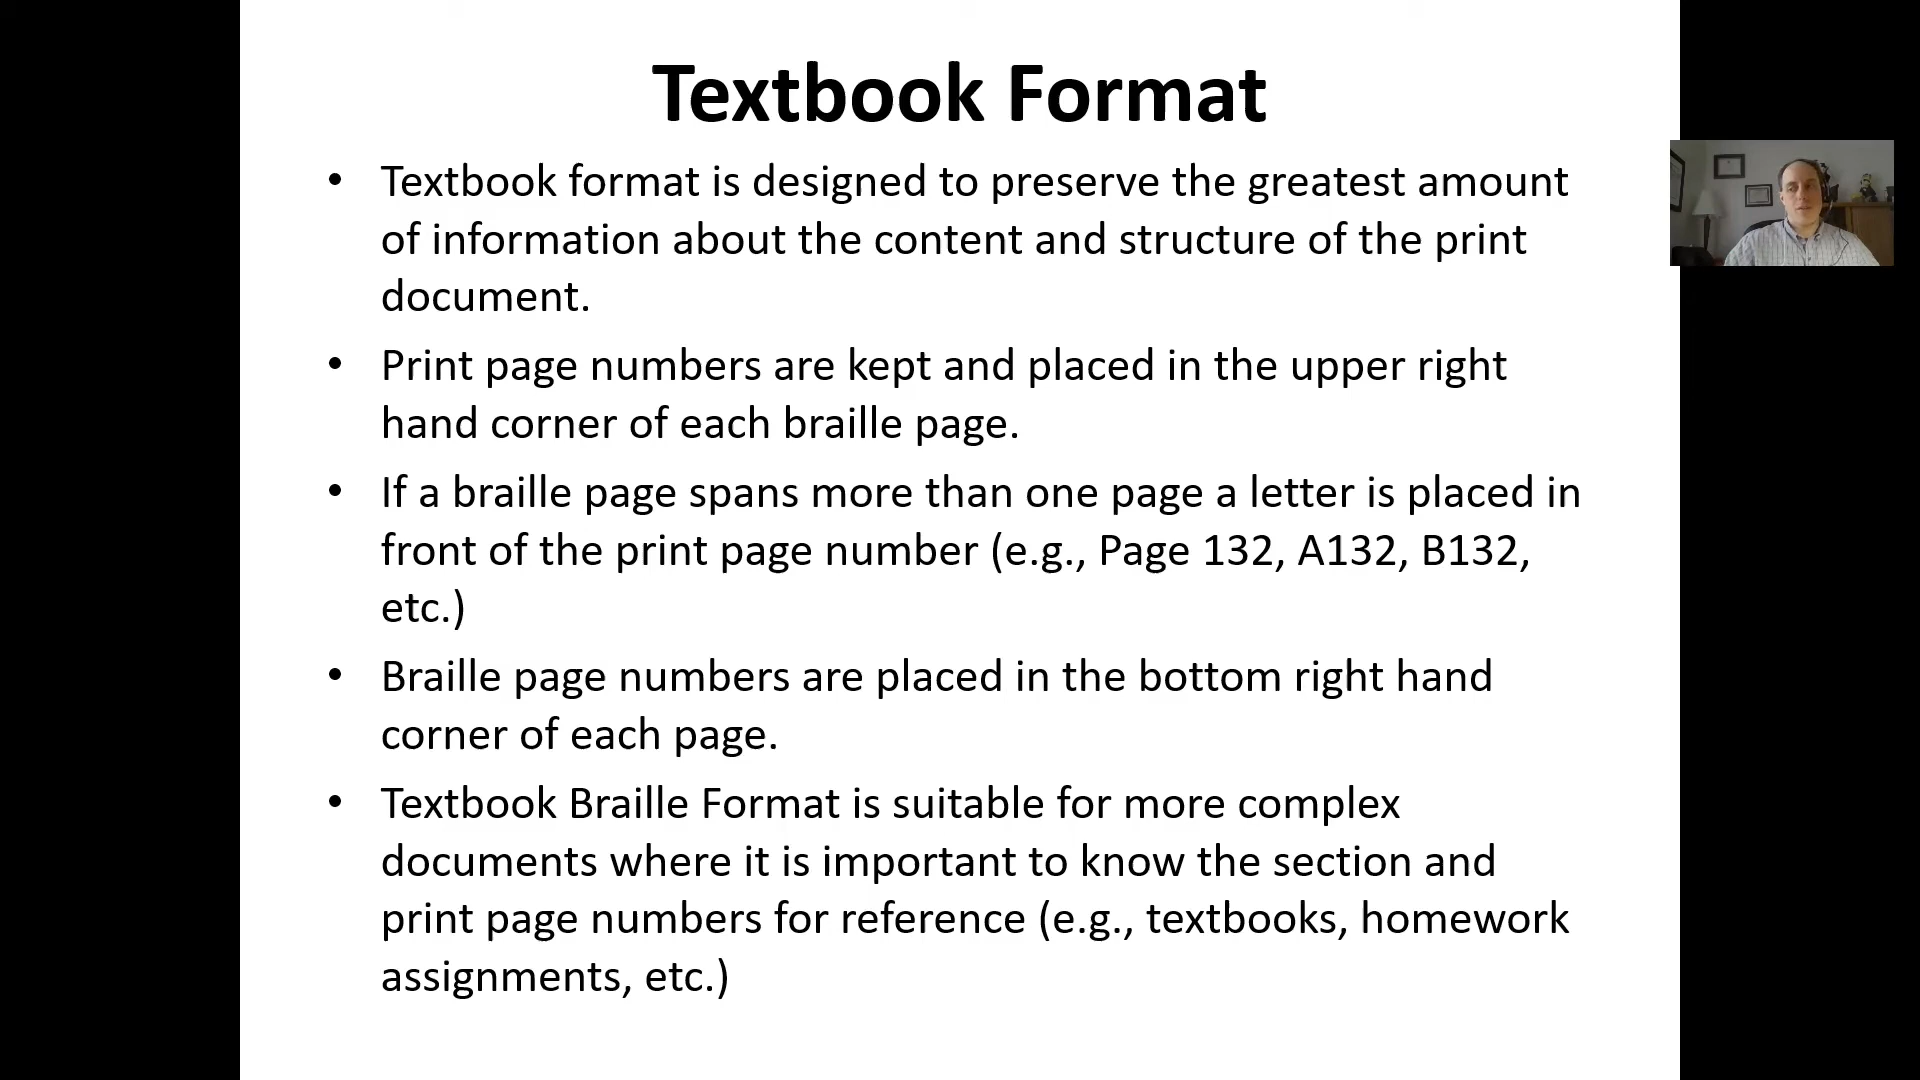 Textbook Format
• Textbook format is designed to preserve the greatest amount
of information about the content and structure of the print
document.
• Print page numbers are kept and placed in the upper right
hand corner of each braille page.
• If a braille page spans more than one page a letter is placed in
front of the print page number (e.g., Page 132, A132, B132,
etc.)
• Braille page numbers are placed in the bottom right hand
corner of each page.
• Textbook Braille Format is suitable for more complex
documents where it is important to know the section and
print page numbers for reference (e.g., textbooks, homework
assignments, etc.)